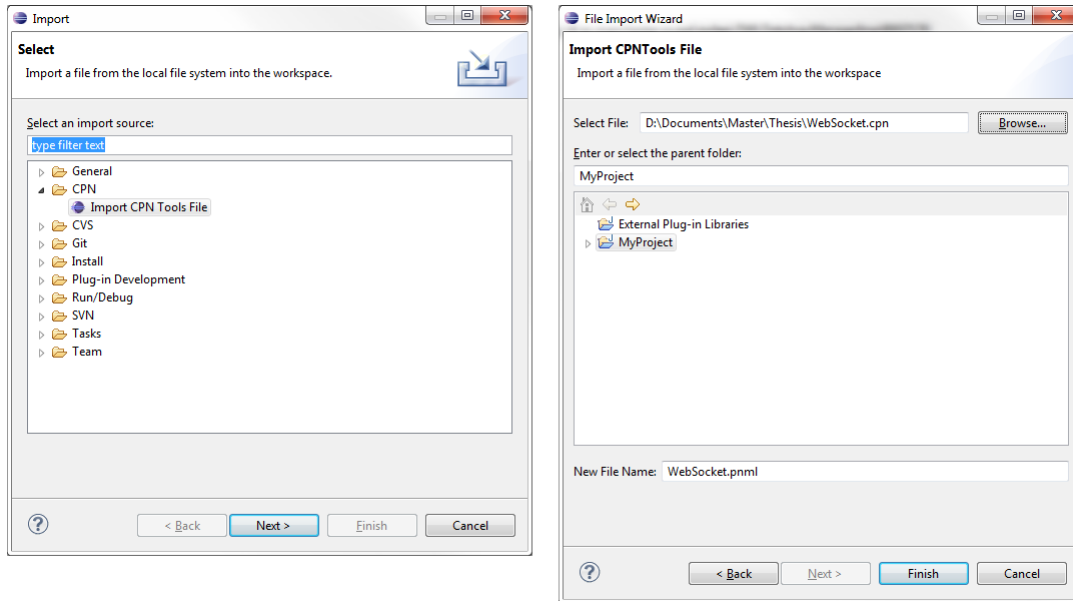 Import
Select
Import a file from the local file system into the workspace.
Select an import source:
type filter text
General
CPN
Import CPN Tools File
CVS
Git
Install
Plug-in Development
Run/Debug
SVN
Tasks
Team
?
< Back
Next >
Finish
Cancel
File Import Wizard
Import CPNTools File
Import a file from the local file system into the workspace
Select File: D:\Documents\Master\Thesis\WebSocket.cpn Browse...
Enter or select the parent folder:
MyProject
External Plug-in Libraries
MyProject
New File Name: WebSocket.pnml
?
< Back
Next >
Finish
Cancel